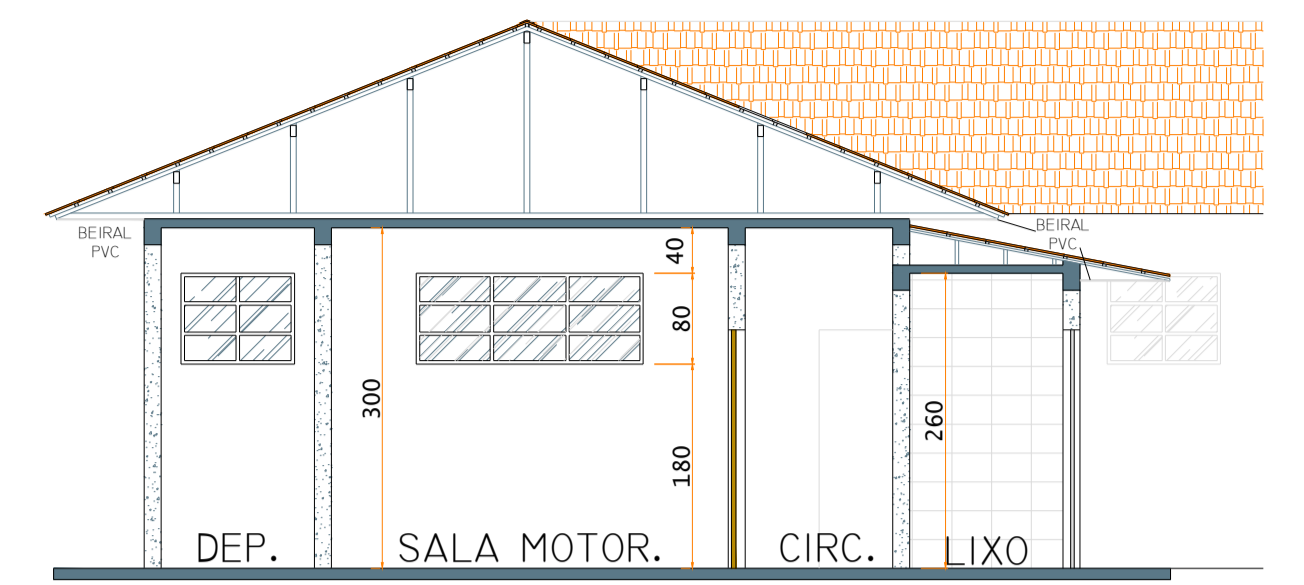 BEIRAL
PVC
BEIRAL
PVC
40
80
300
180
260
DEP.
SALA MOTOR.
CIRC.
LIXO